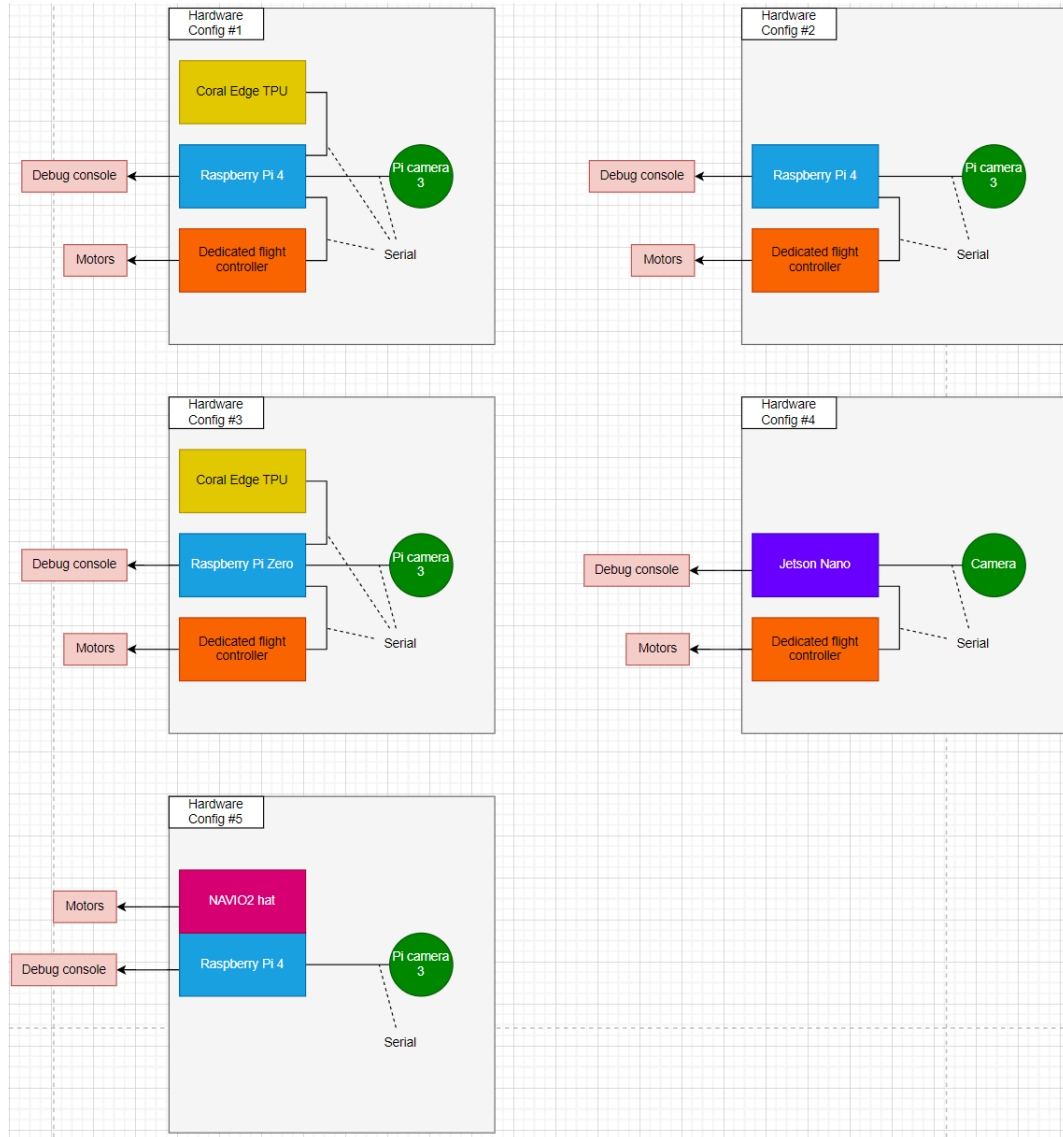 Hardware
Config #1
Coral Edge TPU
Debug console
Raspberry Pi 4
Pi camera
3
Motors
Dedicated flight
controller
Serial
Hardware
Config #2
Debug console
Raspberry Pi 4
Pi camera
3
Motors
Dedicated flight
controller
Serial
Hardware
Config #3
Coral Edge TPU
Debug console
Raspberry Pi Zero
Pi camera
3
Motors
Dedicated flight
controller
Serial
Hardware
Config #4
Debug console
Jetson Nano
Camera
Motors
Dedicated flight
controller
Serial
Hardware
Config #5
Motors
NAVIO2 hat
Debug console
Raspberry Pi 4
Pi camera
3
Serial